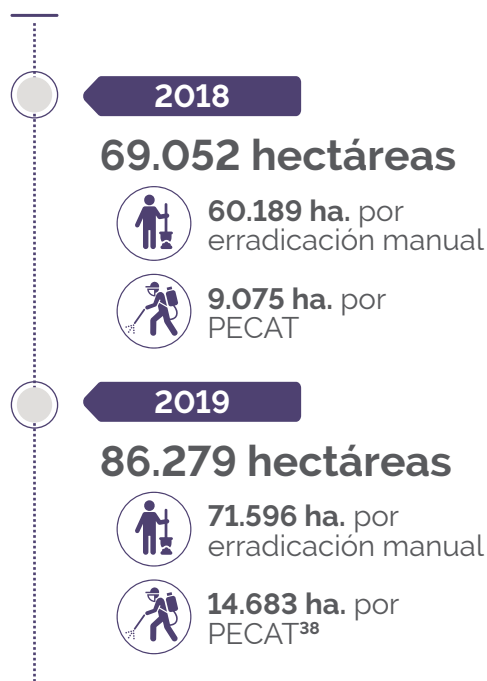 2018
69.052 hectáreas
60.189 ha. por
erradicación manual
9.075 ha. por
PECAT
2019
86.279 hectáreas
71.596 ha. por
erradicación manual
14.683 ha. por
PECAT³⁸